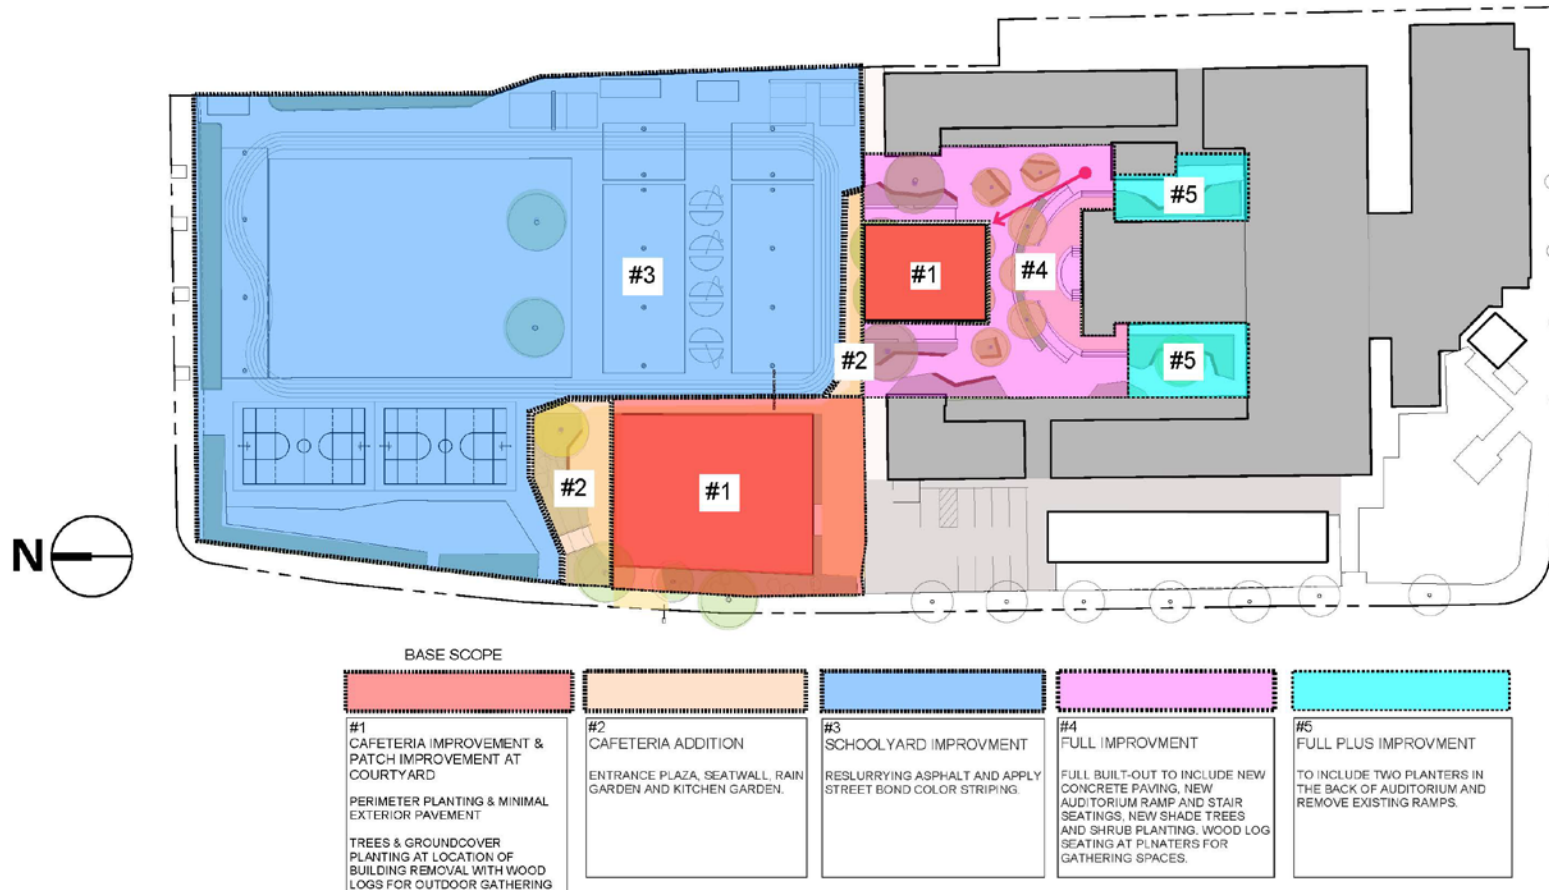 #5
#3
#1
#4
#2
#5
#2
#1
N
BASE SCOPE
#1
CAFETERIA IMPROVEMENT &
PATCH IMPROVEMENT AT
COURTYARD
PERIMETER PLANTING & MINIMAL
EXTERIOR PAVEMENT
TREES & GROUNDCOVER
PLANTING AT LOCATION OF
BUILDING REMOVAL WITH WOOD
LOGS FOR OUTDOOR GATHERING
#2
CAFETERIA ADDITION
ENTRANCE PLAZA, SEATWALL, RAIN
GARDEN AND KITCHEN GARDEN.
#3
SCHOOLYARD IMPROVMENT
RESLURRYING ASPHALT AND APPLY
STREET BOND COLOR STRIPING.
#4
FULL IMPROVMENT
FULL BUILT-OUT TO INCLUDE NEW
CONCRETE PAVING, NEW
AUDITORIUM RAMP AND STAIR
SEATINGS, NEW SHADE TREES
AND SHRUB PLANTING. WOOD LOG
SEATING AT PLNATERS FOR
GATHERING SPACES.
#5
FULL PLUS IMPROVMENT
TO INCLUDE TWO PLANTERS IN
THE BACK OF AUDITORIUM AND
REMOVE EXISTING RAMPS.